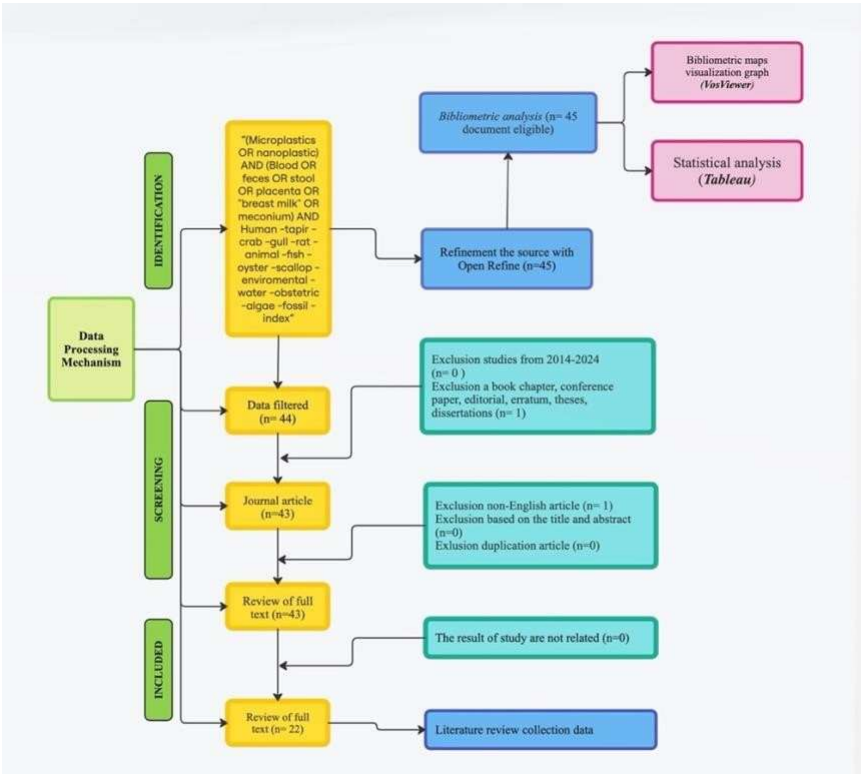 Data
Processing
Mechanism
IDENTIFICATION
SCREENING
INCLUDED
"(Microplastics
OR nanoplastic)
AND (Blood OR
feces OR stool
OR placenta OR
"breast milk" OR
meconium) AND
Human -tapir -
crab -gull -rat -
animal -fish -
oyster -scallop -
enviromental -
water -obstetric
-algae -fossil -
index"
Refinement the source with
Open Refine (n=45)
Bibliometric analysis (n= 45
document eligible)
Bibliometric maps
visualization graph
(VosViewer)
Statistical analysis
(Tableau)
Data filtered
(n= 44)
Exclusion studies from 2014-2024
(n= 0 )
Exclusion a book chapter, conference
paper, editorial, erratum, theses,
dissertations (n= 1)
Journal article
(n=43)
Exclusion non-English article (n= 1)
Exclusion based on the title and abstract
(n=0)
Exlusion duplication article (n=0)
Review of full
text (n=43)
The result of study are not related (n=0)
Review of full
text (n= 22)
Literature review collection data